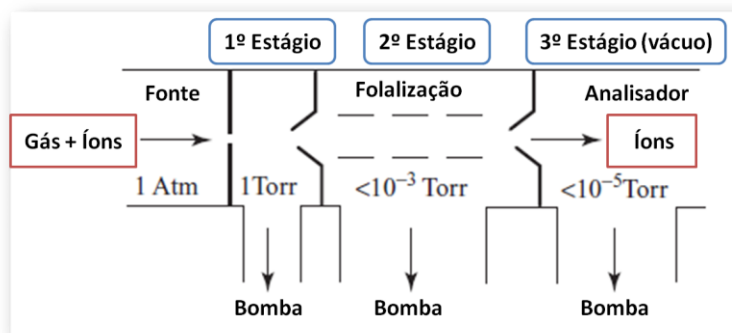 1º Estágio
2º Estágio
3º Estágio (vácuo)
Fonte
Folalização
Analisador
Gás + Íons
Íons
1 Atm
1Torr
<10⁻³ Torr
<10⁻⁵Torr
Bomba
Bomba
Bomba